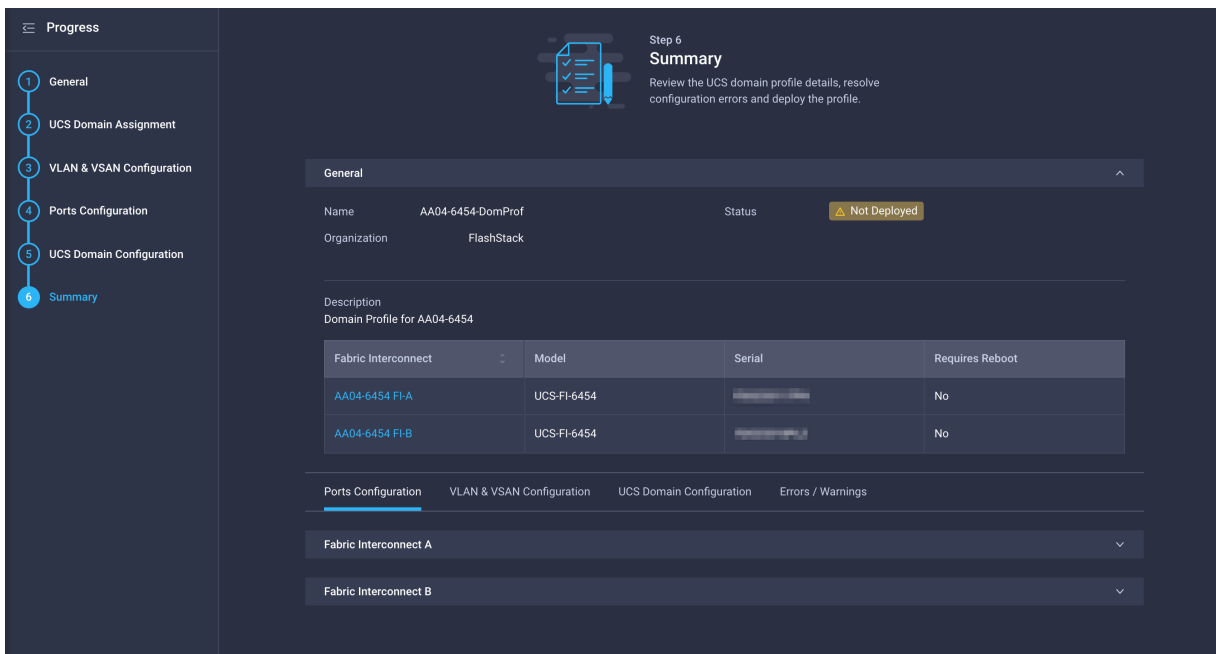 Progress
1 General
2 UCS Domain Assignment
3 VLAN & VSAN Configuration
4 Ports Configuration
5 UCS Domain Configuration
6 Summary
Step 6
Summary
Review the UCS domain profile details, resolve
configuration errors and deploy the profile.
General
Name AA04-6454-DomProf Status Not Deployed
Organization FlashStack
Description
Domain Profile for AA04-6454
Fabric Interconnect Model Serial Requires Reboot
AA04-6454 FI-A UCS-FI-6454 No
AA04-6454 FI-B UCS-FI-6454 No
Ports Configuration VLAN & VSAN Configuration UCS Domain Configuration Errors / Warnings
Fabric Interconnect A
Fabric Interconnect B